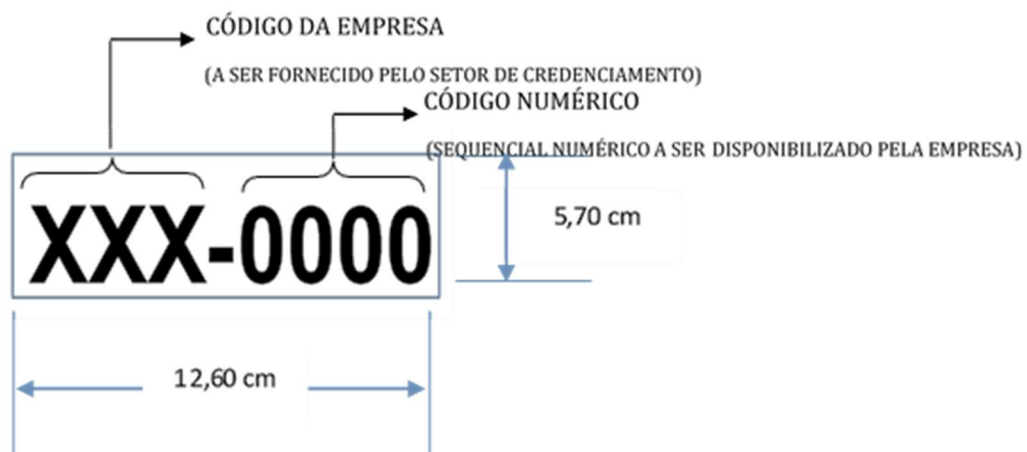 CÓDIGO DA EMPRESA
(A SER FORNECIDO PELO SETOR DE CREDENCIAMENTO)
CÓDIGO NUMÉRICO
(SEQUENCIAL NUMÉRICO A SER DISPONIBILIZADO PELA EMPRESA)
XXX-0000
5,70 cm
12,60 cm